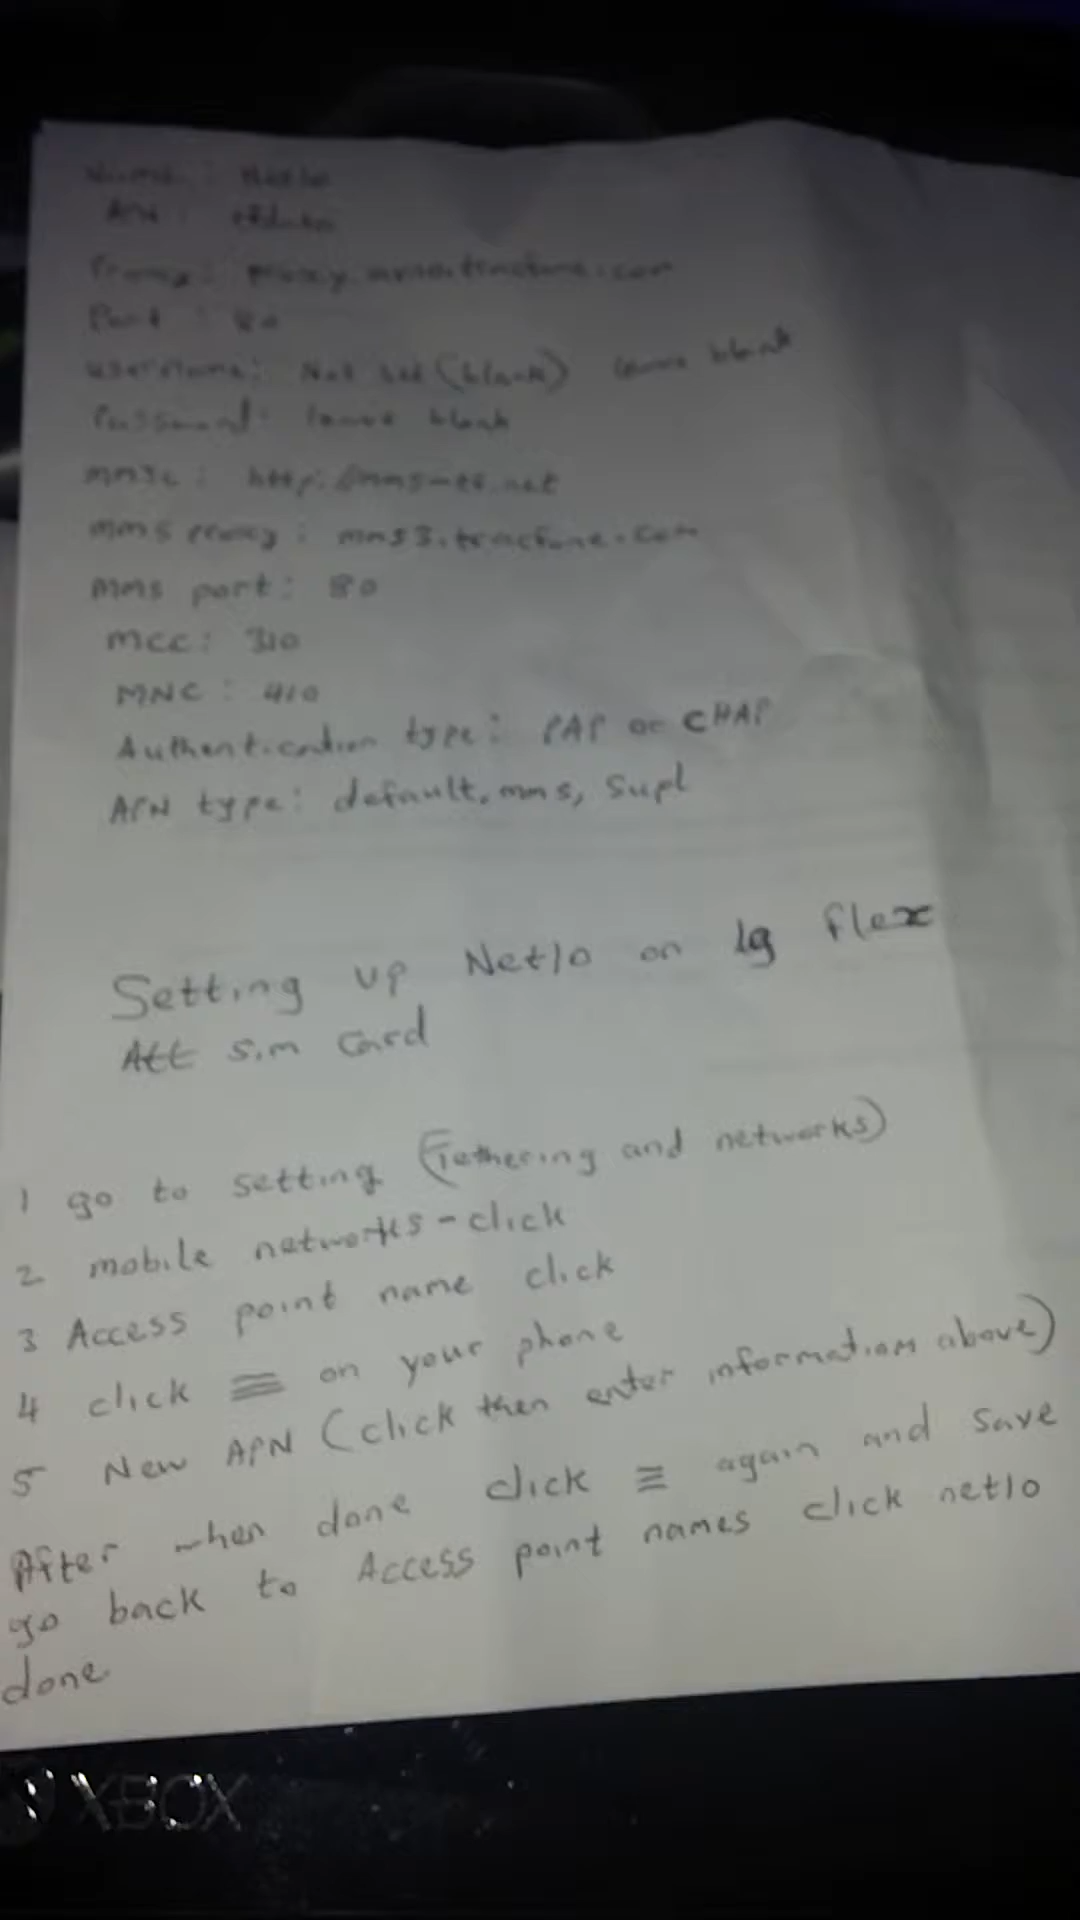 Name: Net10
APN: tfdata
Proxy: proxy.mvno.tracfone.com
Port : 80
username: Not set (blank) leave blank
Password: leave blank
mmsc: http://mms-tf.net
mms proxy: mms3.tracfone.com
mms port: 80
MCC: 310
MNC: 410
Authentication type: PAP or CHAP
APN type: default, mms, supl
Setting up Net10 on lg flex
Att sim card
1 go to setting (Tethering and networks)
2 mobile networks - click
3 Access point name click
4 click ≡ on your phone
5 New APN (click then enter information above)
After when done click ≡ again and save
go back to Access point names click net10
done
XBOX